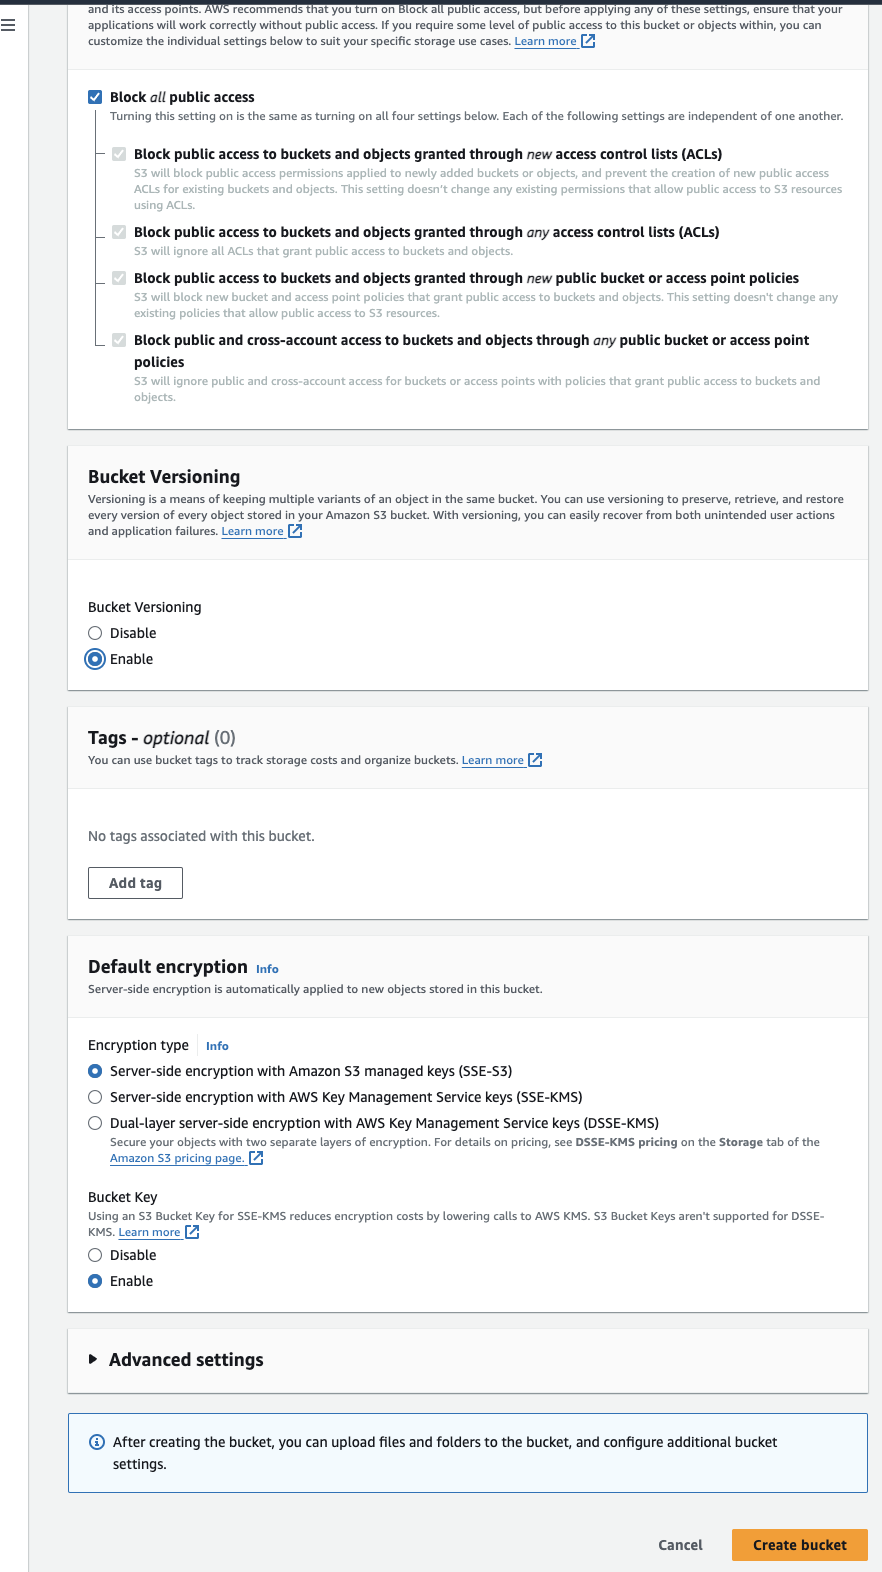 and its access points. AWS recommends that you turn on Block all public access, but before applying any of these settings, ensure that your
applications will work correctly without public access. If you require some level of public access to this bucket or objects within, you can
customize the individual settings below to suit your specific storage use cases. Learn more
Block all public access
Turning this setting on is the same as turning on all four settings below. Each of the following settings are independent of one another.
Block public access to buckets and objects granted through new access control lists (ACLs)
S3 will block public access permissions applied to newly added buckets or objects, and prevent the creation of new public access
ACLs for existing buckets and objects. This setting doesn't change any existing permissions that allow public access to S3 resources
using ACLs.
Block public access to buckets and objects granted through any access control lists (ACLs)
S3 will ignore all ACLs that grant public access to buckets and objects.
Block public access to buckets and objects granted through new public bucket or access point policies
S3 will block new bucket and access point policies that grant public access to buckets and objects. This setting doesn't change any
existing policies that allow public access to S3 resources.
Block public and cross-account access to buckets and objects through any public bucket or access point
policies
S3 will ignore public and cross-account access for buckets or access points with policies that grant public access to buckets and
objects.
Bucket Versioning
Versioning is a means of keeping multiple variants of an object in the same bucket. You can use versioning to preserve, retrieve, and restore
every version of every object stored in your Amazon S3 bucket. With versioning, you can easily recover from both unintended user actions
and application failures. Learn more
Bucket Versioning
Disable
Enable
Tags - optional (0)
You can use bucket tags to track storage costs and organize buckets. Learn more
No tags associated with this bucket.
Add tag
Default encryption Info
Server-side encryption is automatically applied to new objects stored in this bucket.
Encryption type Info
Server-side encryption with Amazon S3 managed keys (SSE-S3)
Server-side encryption with AWS Key Management Service keys (SSE-KMS)
Dual-layer server-side encryption with AWS Key Management Service keys (DSSE-KMS)
Secure your objects with two separate layers of encryption. For details on pricing, see DSSE-KMS pricing on the Storage tab of the
Amazon S3 pricing page.
Bucket Key
Using an S3 Bucket Key for SSE-KMS reduces encryption costs by lowering calls to AWS KMS. S3 Bucket Keys aren't supported for DSSE-
KMS. Learn more
Disable
Enable
Advanced settings
After creating the bucket, you can upload files and folders to the bucket, and configure additional bucket
settings.
Cancel
Create bucket